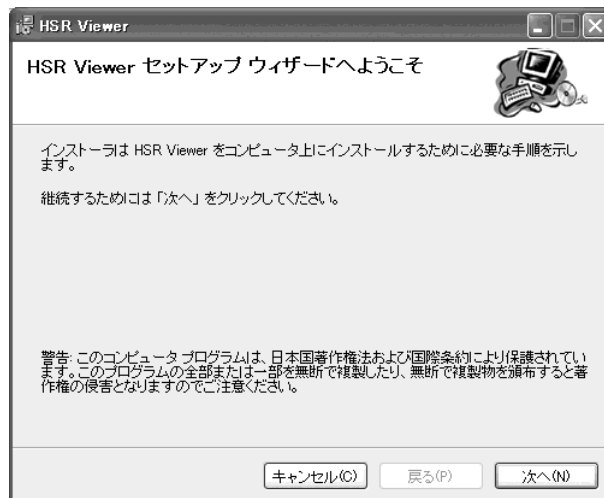 HSR Viewer
HSR Viewer セットアップ ウィザードへようこそ
インストーラは HSR Viewer をコンピュータ上にインストールするために必要な手順を示し
ます。
継続するためには「次へ」をクリックしてください。
警告: このコンピュータ プログラムは、日本国著作権法および国際条約により保護されてい
ます。このプログラムの全部または一部を無断で複製したり、無断で複製物を頒布すると著
作権の侵害となりますのでご注意ください。
キャンセル(C) 戻る(P) 次へ(N)